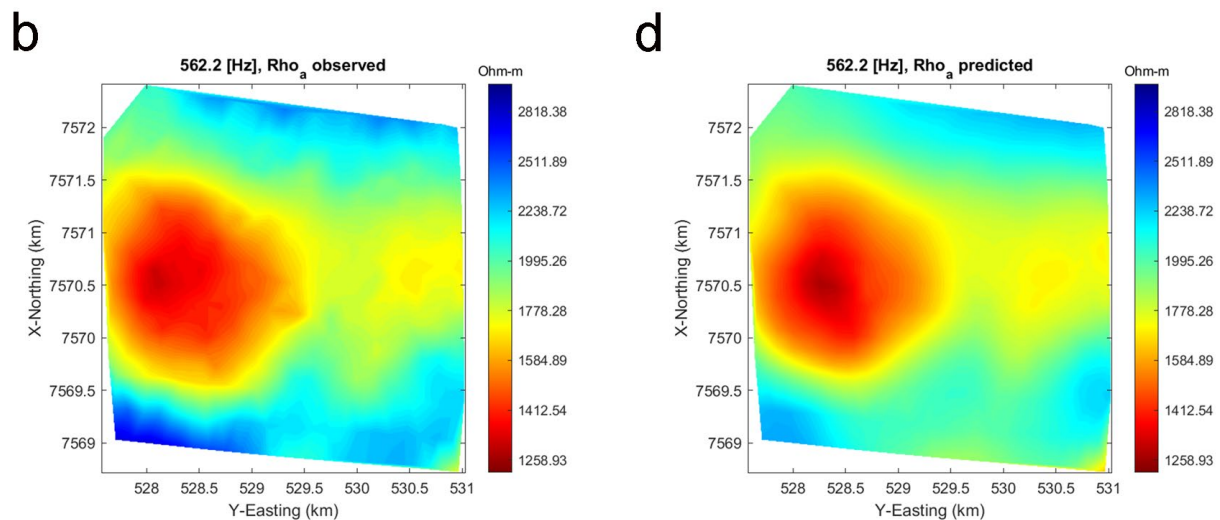 b
562.2 [Hz], Rhoₐ observed
Ohm-m
2818.38
2511.89
2238.72
1995.26
1778.28
1584.89
1412.54
1258.93
7572
7571.5
7571
7570.5
7570
7569.5
7569
X-Northing (km)
528 528.5 529 529.5 530 530.5 531
Y-Easting (km)
d
562.2 [Hz], Rhoₐ predicted
Ohm-m
2818.38
2511.89
2238.72
1995.26
1778.28
1584.89
1412.54
1258.93
7572
7571.5
7571
7570.5
7570
7569.5
7569
X-Northing (km)
528 528.5 529 529.5 530 530.5 531
Y-Easting (km)